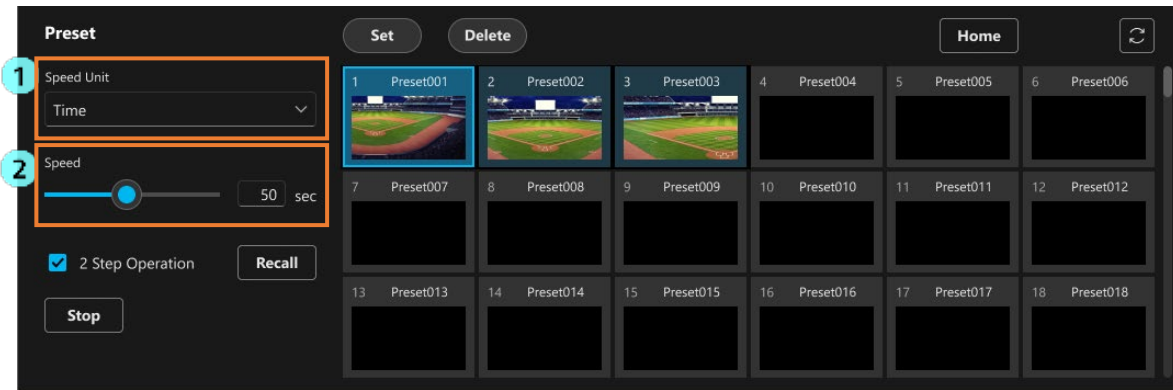 Preset
Set
Delete
Home
1
Speed Unit
Time
2
Speed
50 sec
2 Step Operation
Recall
Stop
1 Preset001
2 Preset002
3 Preset003
4 Preset004
5 Preset005
6 Preset006
7 Preset007
8 Preset008
9 Preset009
10 Preset010
11 Preset011
12 Preset012
13 Preset013
14 Preset014
15 Preset015
16 Preset016
17 Preset017
18 Preset018